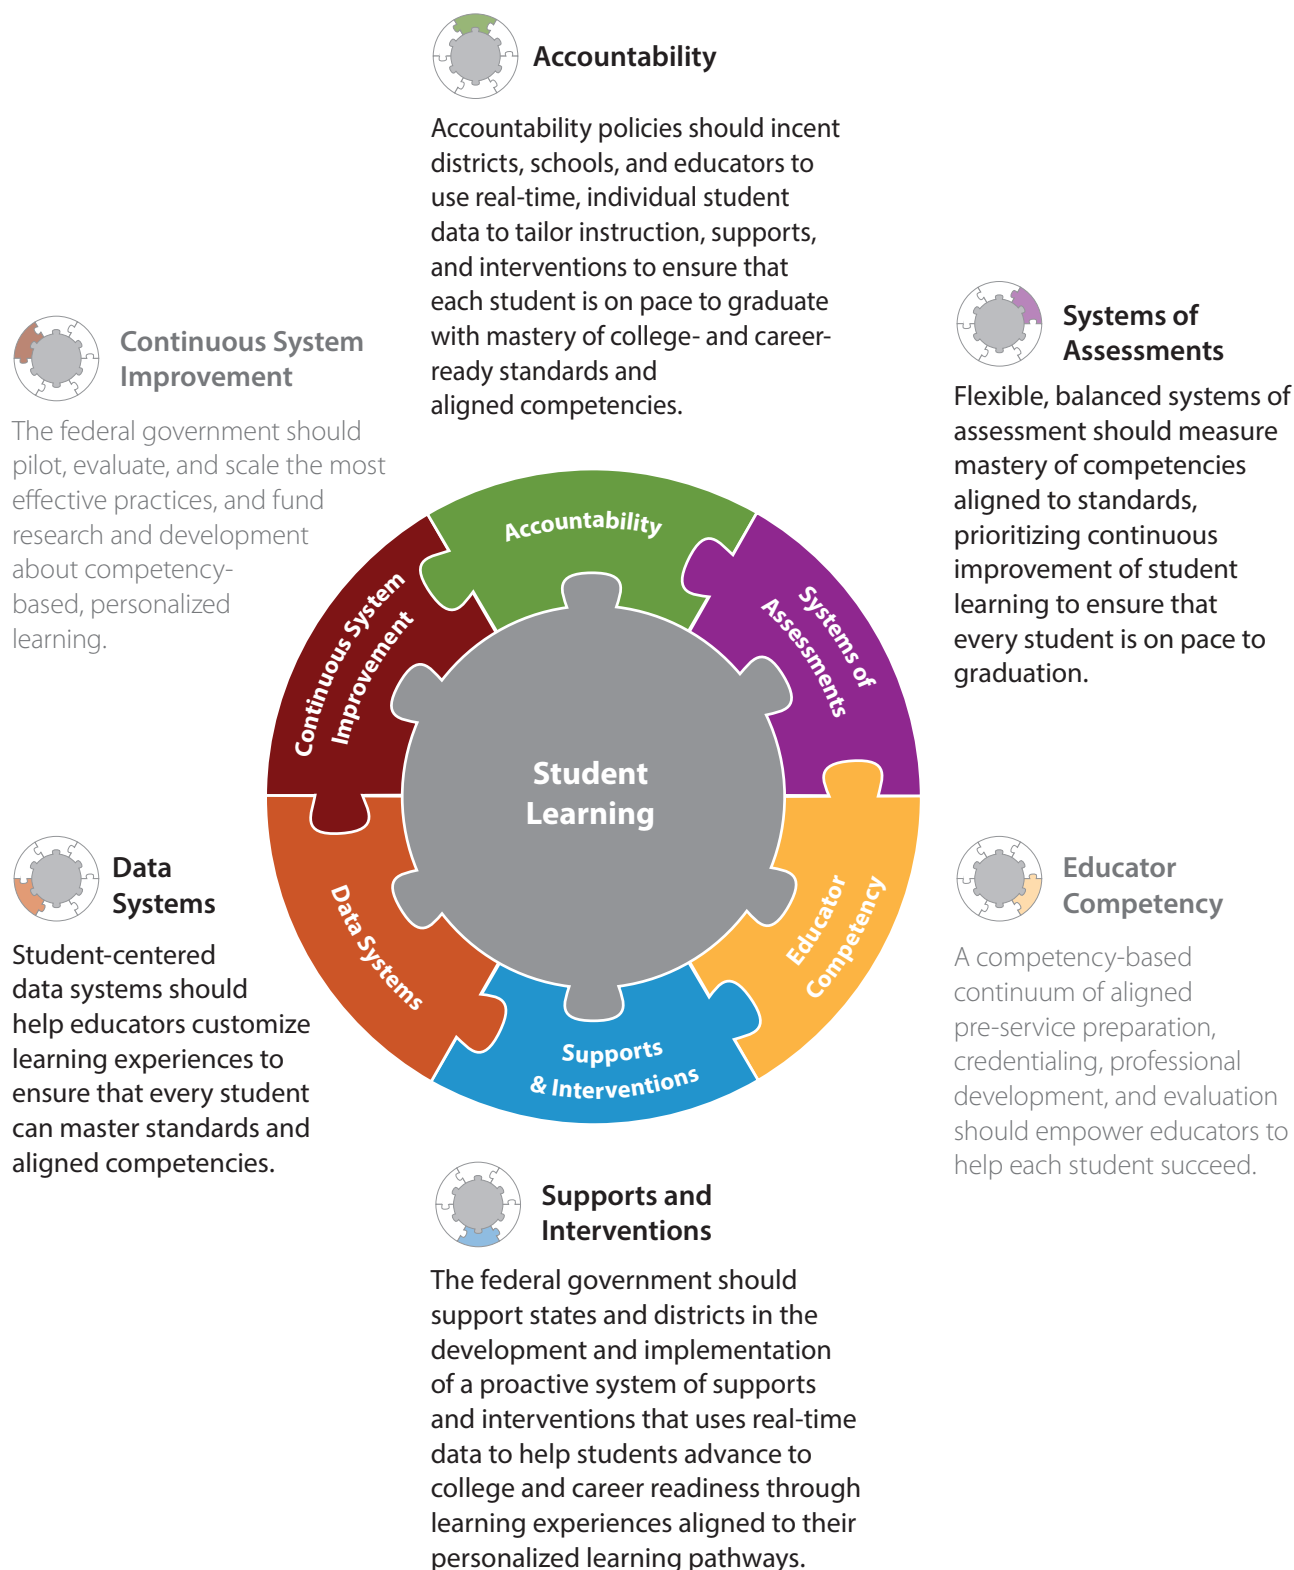 Accountability
Accountability policies should incent
districts, schools, and educators to
use real-time, individual student
data to tailor instruction, supports,
and interventions to ensure that
each student is on pace to graduate
with mastery of college- and career-
ready standards and
aligned competencies.
Continuous System
Improvement
The federal government should
pilot, evaluate, and scale the most
effective practices, and fund
research and development
about competency-
based, personalized
learning.
Systems of
Assessments
Flexible, balanced systems of
assessment should measure
mastery of competencies
aligned to standards,
prioritizing continuous
improvement of student
learning to ensure that
every student is on pace to
graduation.
Accountability
Systems of
Assessments
Educator
Competency
Supports
& Interventions
Data Systems
Continuous System
Improvement
Student
Learning
Data
Systems
Student-centered
data systems should
help educators customize
learning experiences to
ensure that every student
can master standards and
aligned competencies.
Educator
Competency
A competency-based
continuum of aligned
pre-service preparation,
credentialing, professional
development, and evaluation
should empower educators to
help each student succeed.
Supports and
Interventions
The federal government should
support states and districts in the
development and implementation
of a proactive system of supports
and interventions that uses real-time
data to help students advance to
college and career readiness through
learning experiences aligned to their
personalized learning pathways.